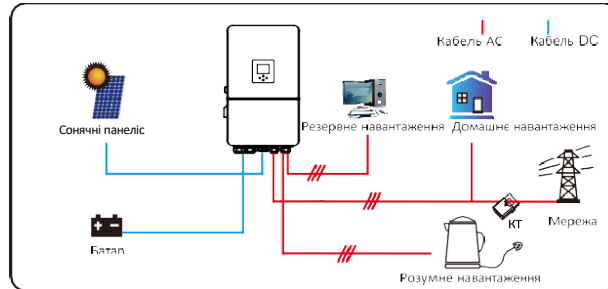 Кабель AC
Кабель DC
Сонячні панеліс
Резервне навантаження
Домашнє навантаження
КТ
Мережа
Батар
Розумне навантаження